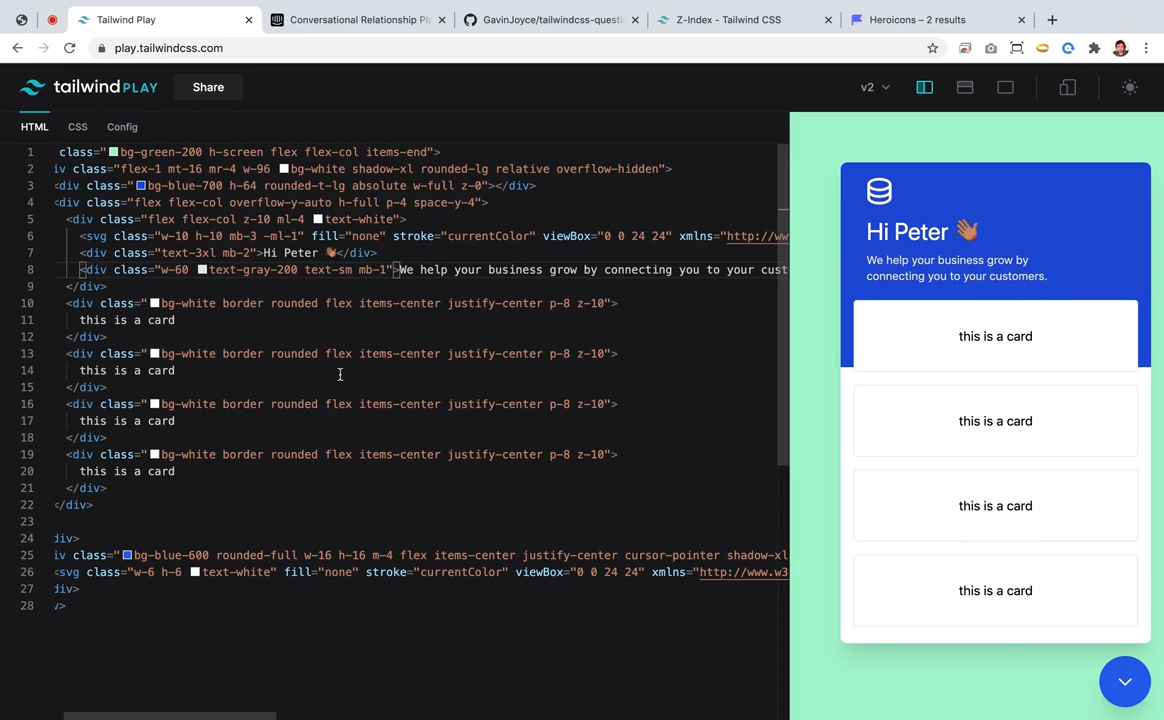 Tailwind Play
Conversational Relationship Pl
GavinJoyce/tailwindcss-questi
Z-Index - Tailwind CSS
Heroicons – 2 results
play.tailwindcss.com
tailwind PLAY
Share
v2
HTML
CSS
Config
1 class="bg-green-200 h-screen flex flex-col items-end">
2 iv class="flex-1 mt-16 mr-4 w-96 bg-white shadow-xl rounded-lg relative overflow-hidden">
3 <div class="bg-blue-700 h-64 rounded-t-lg absolute w-full z-0"></div>
4 <div class="flex flex-col overflow-y-auto h-full p-4 space-y-4">
5 <div class="flex flex-col z-10 ml-4 text-white">
6 <svg class="w-10 h-10 mb-3 -ml-1" fill="none" stroke="currentColor" viewBox="0 0 24 24" xmlns="http://ww
7 <div class="text-3xl mb-2">Hi Peter 👋🏽</div>
8 <div class="w-60 text-gray-200 text-sm mb-1">We help your business grow by connecting you to your cust
9 </div>
10 <div class="bg-white border rounded flex items-center justify-center p-8 z-10">
11 this is a card
12 </div>
13 <div class="bg-white border rounded flex items-center justify-center p-8 z-10">
14 this is a card
15 </div>
16 <div class="bg-white border rounded flex items-center justify-center p-8 z-10">
17 this is a card
18 </div>
19 <div class="bg-white border rounded flex items-center justify-center p-8 z-10">
20 this is a card
21 </div>
22 </div>
23
24 div>
25 iv class="bg-blue-600 rounded-full w-16 h-16 m-4 flex items-center justify-center cursor-pointer shadow-xl
26 <svg class="w-6 h-6 text-white" fill="none" stroke="currentColor" viewBox="0 0 24 24" xmlns="http://www.w3
27 div>
28 />
Hi Peter 👋🏽
We help your business grow by
connecting you to your customers.
this is a card
this is a card
this is a card
this is a card